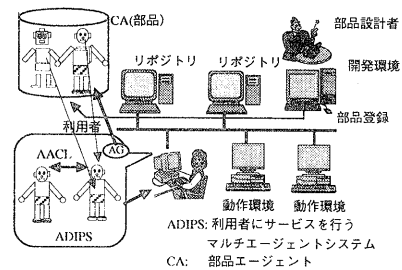 CA(部品)
部品設計者
リポジトリ
リポジトリ
開発環境
部品登録
利用者
AG
AACL
ADIPS
動作環境
動作環境
ADIPS: 利用者にサービスを行う
マルチエージェントシステム
CA: 部品エージェント